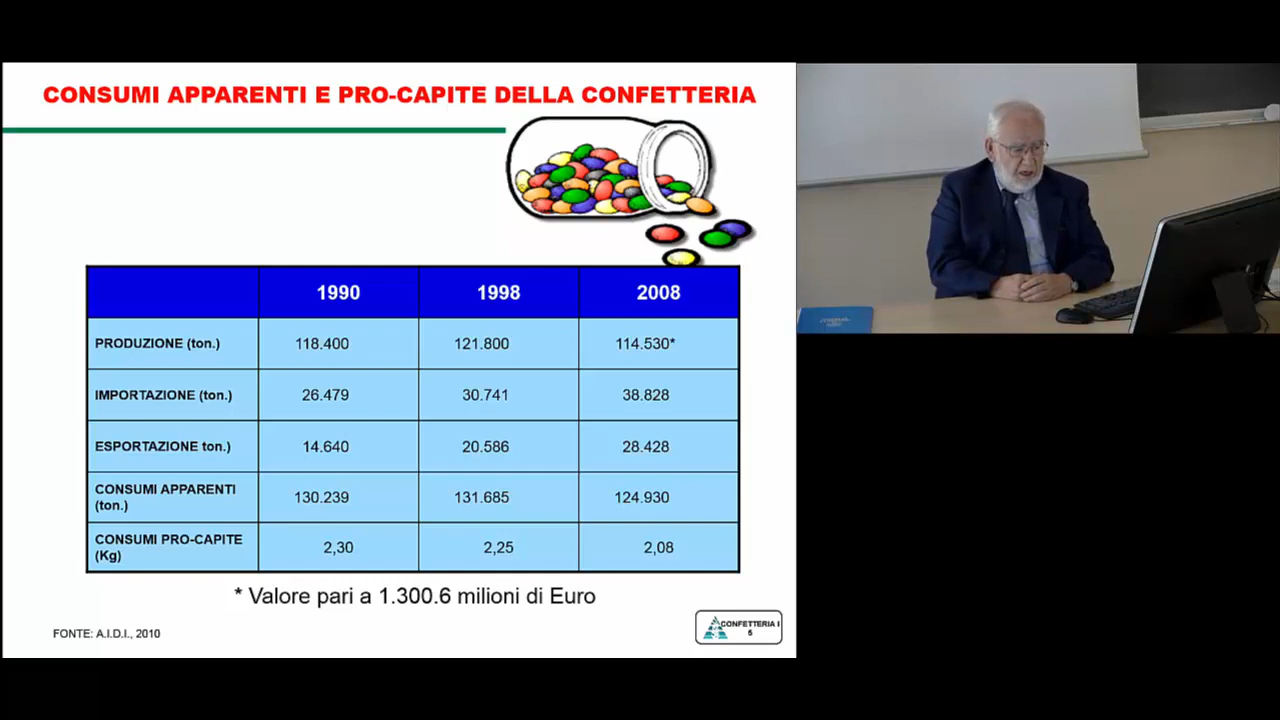 CONSUMI APPARENTI E PRO-CAPITE DELLA CONFETTERIA
1990 1998 2008
PRODUZIONE (ton.) 118.400 121.800 114.530*
IMPORTAZIONE (ton.) 26.479 30.741 38.828
ESPORTAZIONE ton.) 14.640 20.586 28.428
CONSUMI APPARENTI
(ton.) 130.239 131.685 124.930
CONSUMI PRO-CAPITE
(Kg) 2,30 2,25 2,08
* Valore pari a 1.300.6 milioni di Euro
FONTE: A.I.D.I., 2010
CONFETTERIA I
5